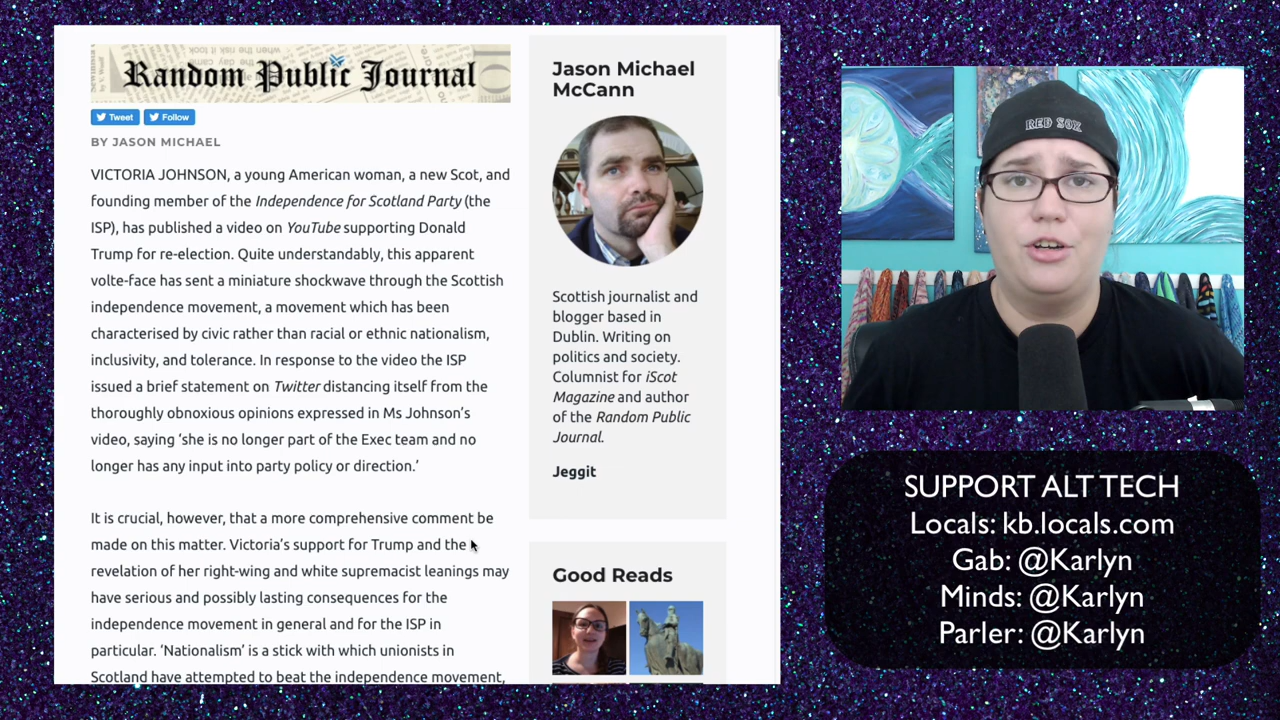 Random Public Journal
Tweet
Follow
BY JASON MICHAEL
VICTORIA JOHNSON, a young American woman, a new Scot, and
founding member of the Independence for Scotland Party (the
ISP), has published a video on YouTube supporting Donald
Trump for re-election. Quite understandably, this apparent
volte-face has sent a miniature shockwave through the Scottish
independence movement, a movement which has been
characterised by civic rather than racial or ethnic nationalism,
inclusivity, and tolerance. In response to the video the ISP
issued a brief statement on Twitter distancing itself from the
thoroughly obnoxious opinions expressed in Ms Johnson’s
video, saying ‘she is no longer part of the Exec team and no
longer has any input into party policy or direction.’
It is crucial, however, that a more comprehensive comment be
made on this matter. Victoria’s support for Trump and the
revelation of her right-wing and white supremacist leanings may
have serious and possibly lasting consequences for the
independence movement in general and for the ISP in
particular. ‘Nationalism’ is a stick with which unionists in
Scotland have attempted to beat the independence movement,
Jason Michael
McCann
Scottish journalist and
blogger based in
Dublin. Writing on
politics and society.
Columnist for iScot
Magazine and author
of the Random Public
Journal.
Jeggit
Good Reads
RED SOX
SUPPORT ALT TECH
Locals: kb.locals.com
Gab: @Karlyn
Minds: @Karlyn
Parler: @Karlyn